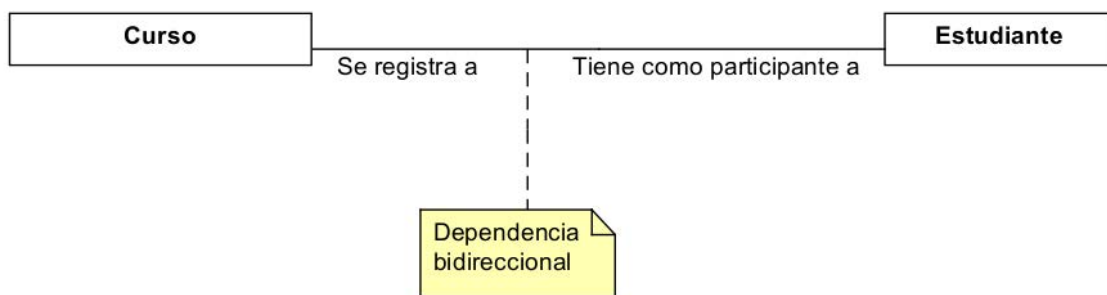 Curso
Estudiante
Se registra a
Tiene como participante a
Dependencia
bidireccional